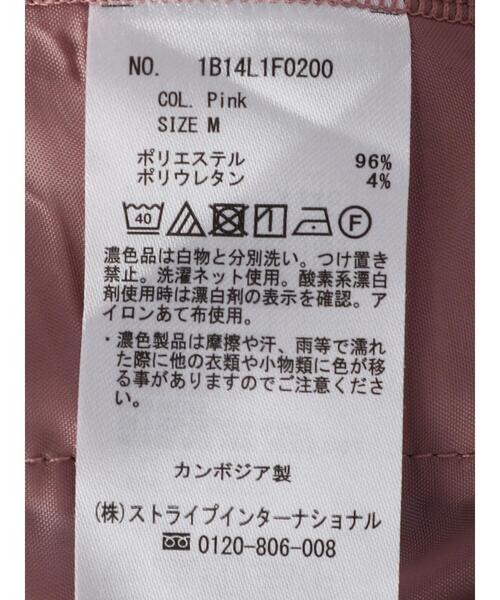 NO. 1B14L1F0200
COL. Pink
SIZE M
ポリエステル 96%
ポリウレタン 4%
40 F
濃色品は白物と分別洗い。つけ置き
禁止。洗濯ネット使用。酸素系漂白
剤使用時は漂白剤の表示を確認。ア
イロンあて布使用。
・濃色製品は摩擦や汗、雨等で濡れ
た際に他の衣類や小物類に色が移
る事がありますのでご注意くださ
い。
カンボジア製
(株)ストライプインターナショナル
0120-806-008